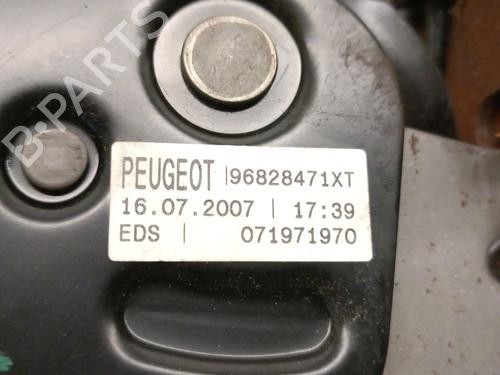 B-PARTS
PEUGEOT |96828471XT
16.07.2007 | 17:39
EDS | 071971970